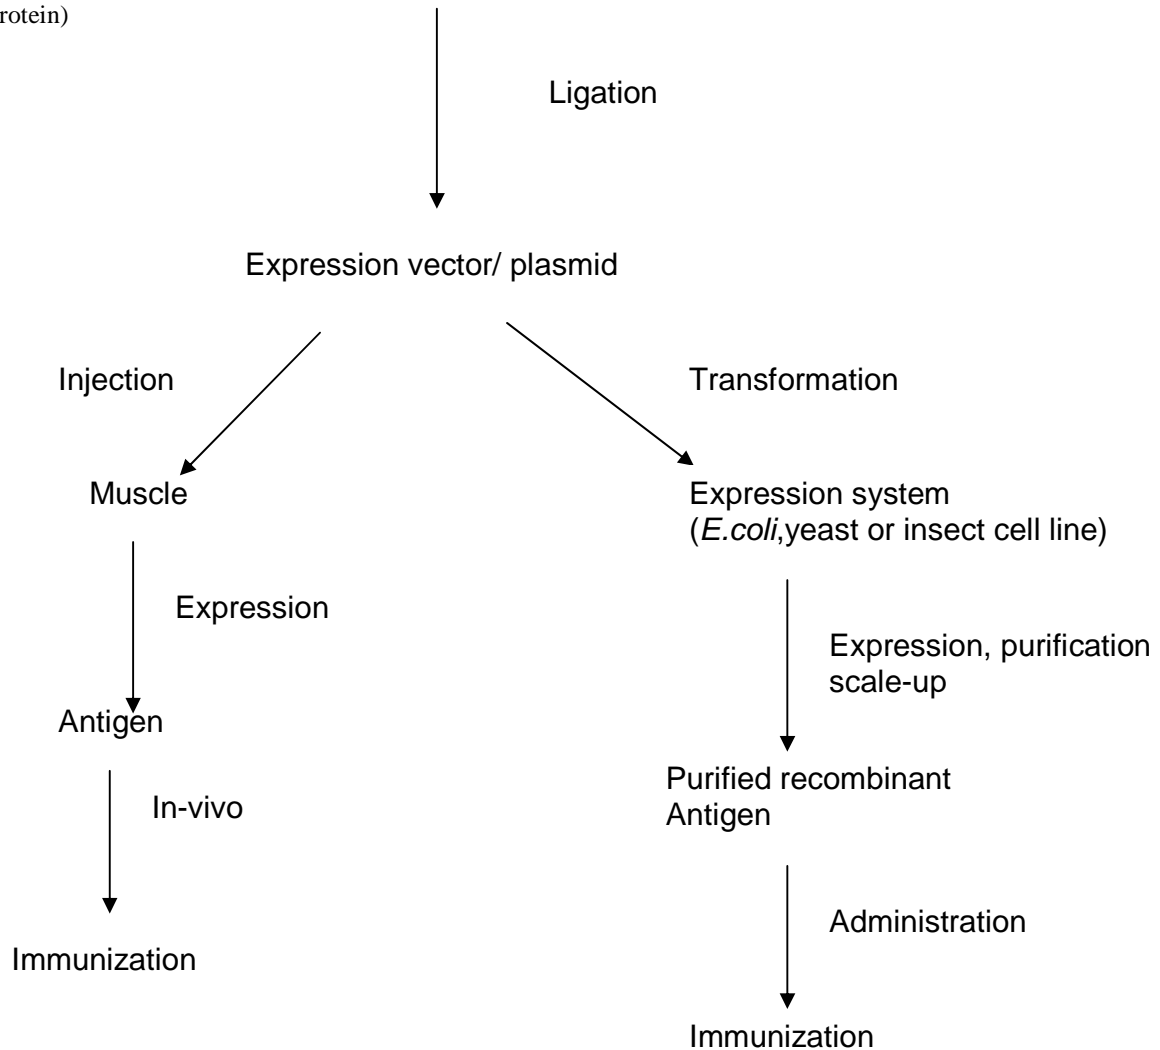 rotein)
Ligation
Expression vector/ plasmid
Injection
Transformation
Muscle
Expression system
(E.coli,yeast or insect cell line)
Expression
Expression, purification
scale-up
Antigen
Purified recombinant
Antigen
In-vivo
Administration
Immunization
Immunization